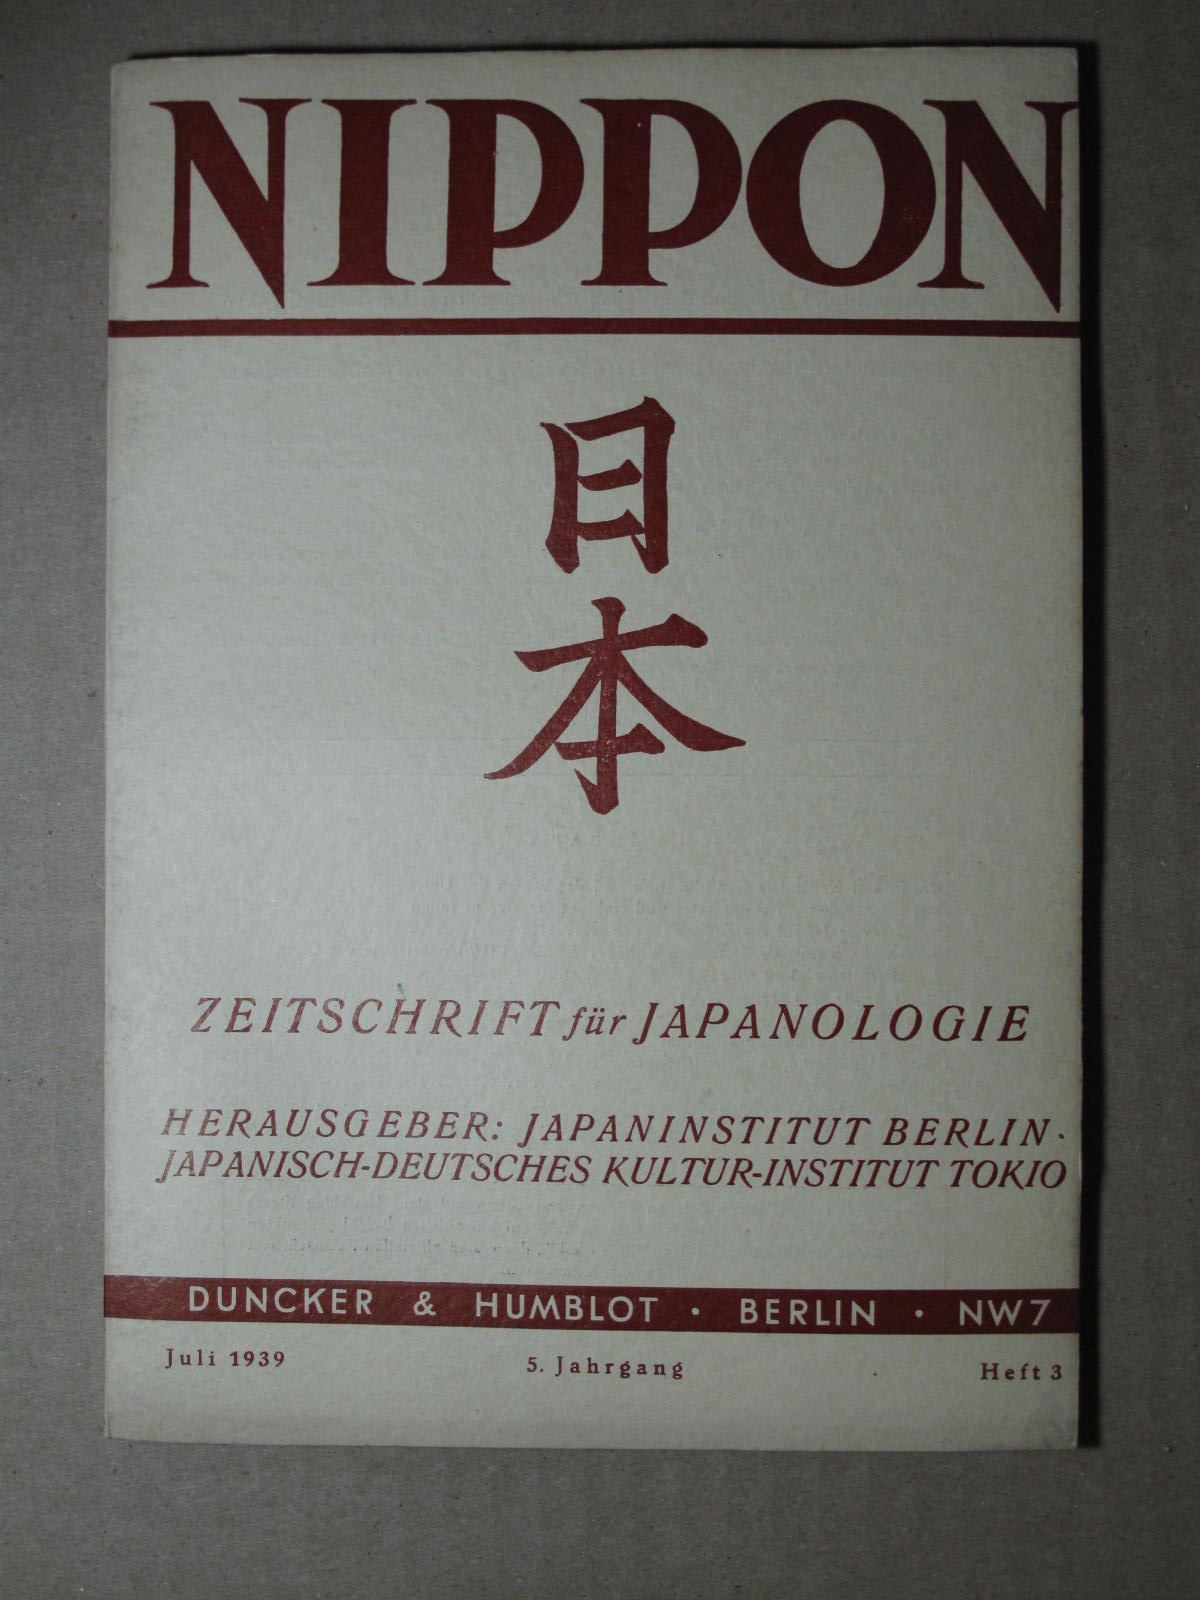 NIPPON
日
本
ZEITSCHRIFT für JAPANOLOGIE
HERAUSGEBER: JAPANINSTITUT BERLIN ·
JAPANISCH-DEUTSCHES KULTUR-INSTITUT TOKIO
DUNCKER & HUMBLOT · BERLIN · NW7
Juli 1939 5. Jahrgang Heft 3